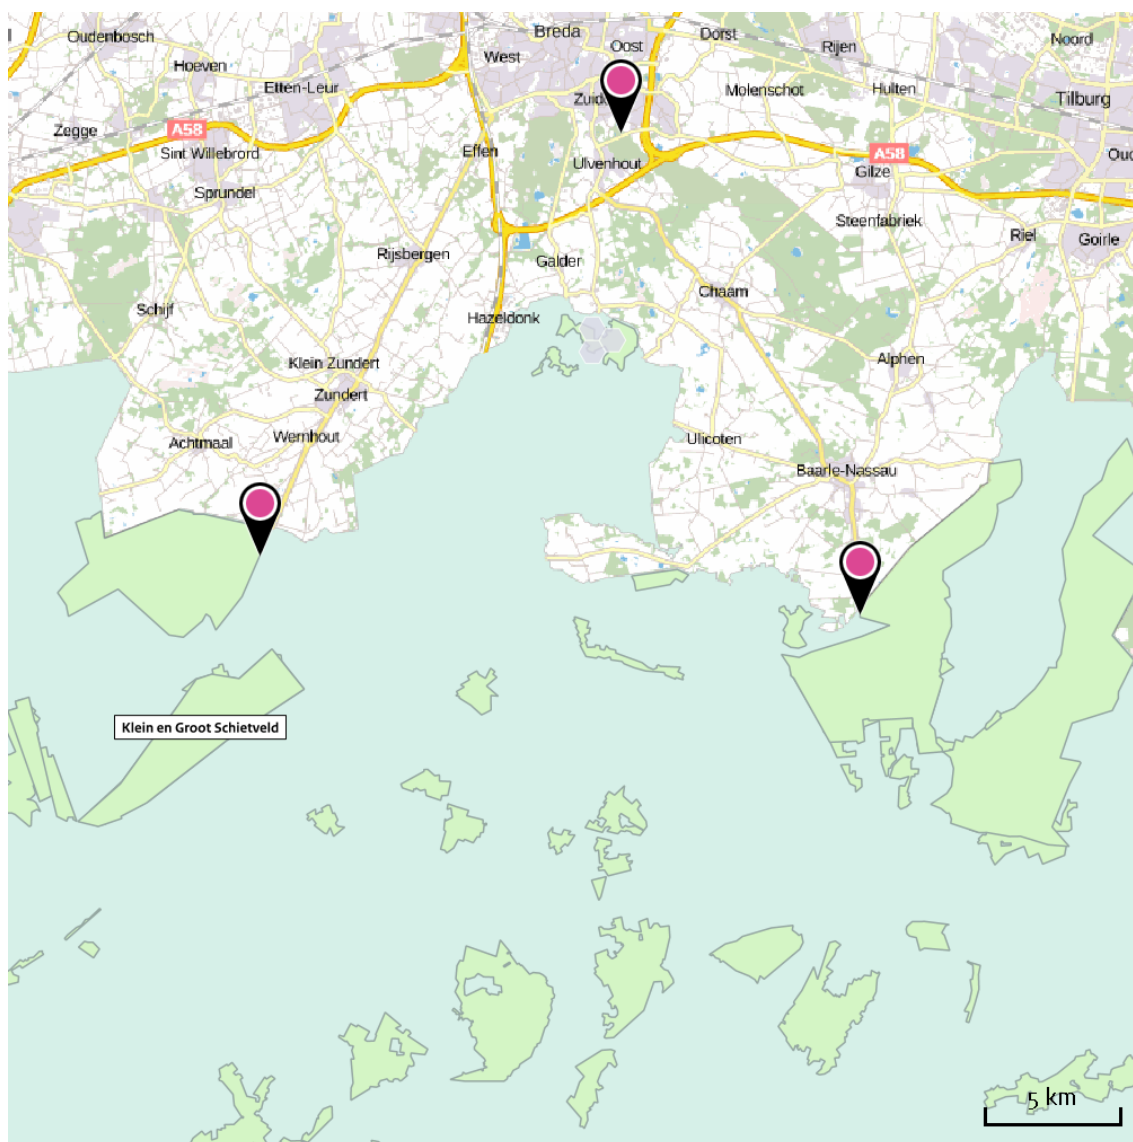 Oudenbosch
Breda
Dorst
Oost
Rijen
Noord
West
Hoeven
Etten-Leur
Molenschot
Hulten
Tilburg
Zegge
A58
Sint Willebrord
Effen
Ulvenhout
A58
Gilze
Sprundel
Steenfabriek
Riel
Goirle
Rijsbergen
Galder
Chaam
Schijf
Hazeldonk
Klein Zundert
Alphen
Zundert
Achtmaal
Wernhout
Ulicoten
Baarle-Nassau
Klein en Groot Schietveld
5 km